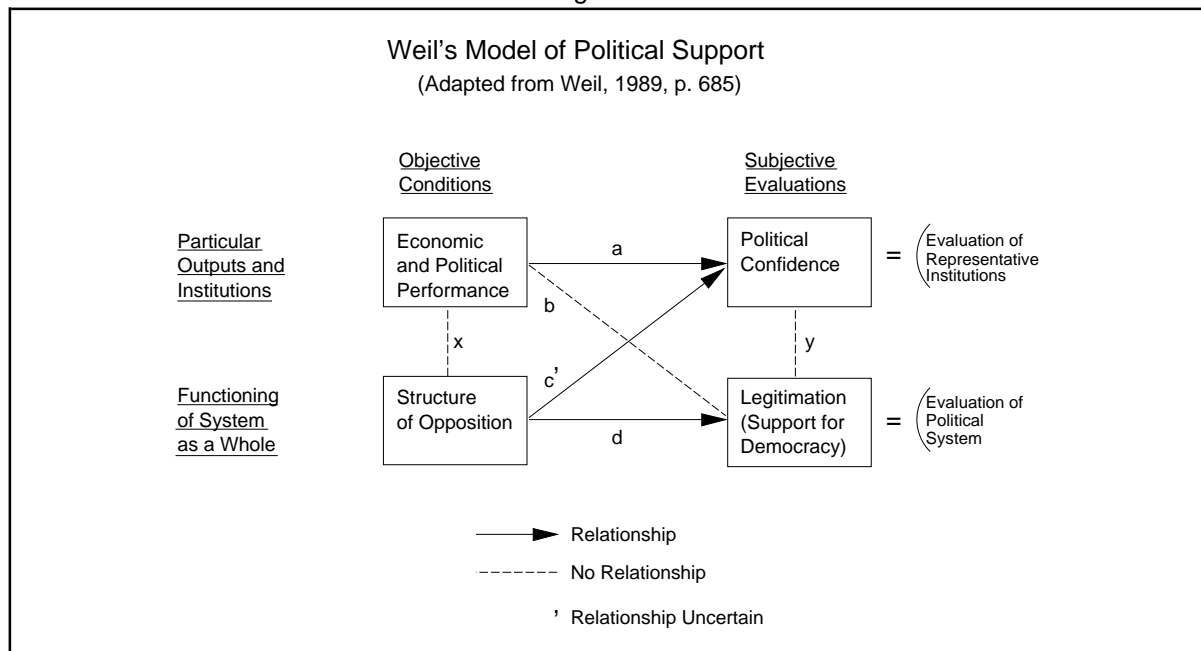 Weil's Model of Political Support
(Adapted from Weil, 1989, p. 685)
Objective
Conditions
Subjective
Evaluations
Particular
Outputs and
Institutions
Economic
and Political
Performance
a
Political
Confidence
=
Evaluation of
Representative
Institutions
b
x
y
c’
Functioning
of System
as a Whole
Structure
of Opposition
d
Legitimation
(Support for
Democracy)
=
Evaluation of
Political
System
Relationship
No Relationship
’ Relationship Uncertain